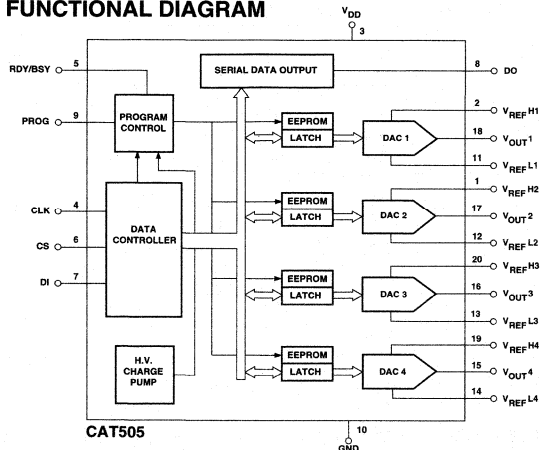 FUNCTIONAL DIAGRAM
VDD
3
RDY/BSY 5
SERIAL DATA OUTPUT
8 DO
PROG 9
PROGRAM CONTROL
EEPROM
LATCH
DAC 1
2 VREFH1
18 VOUT1
11 VREFL1
CLK 4
CS 6
DI 7
DATA CONTROLLER
EEPROM
LATCH
DAC 2
1 VREFH2
17 VOUT2
12 VREFL2
EEPROM
LATCH
DAC 3
20 VREFH3
16 VOUT3
13 VREFL3
H.V. CHARGE PUMP
EEPROM
LATCH
DAC 4
19 VREFH4
15 VOUT4
14 VREFL4
CAT505
10
GND